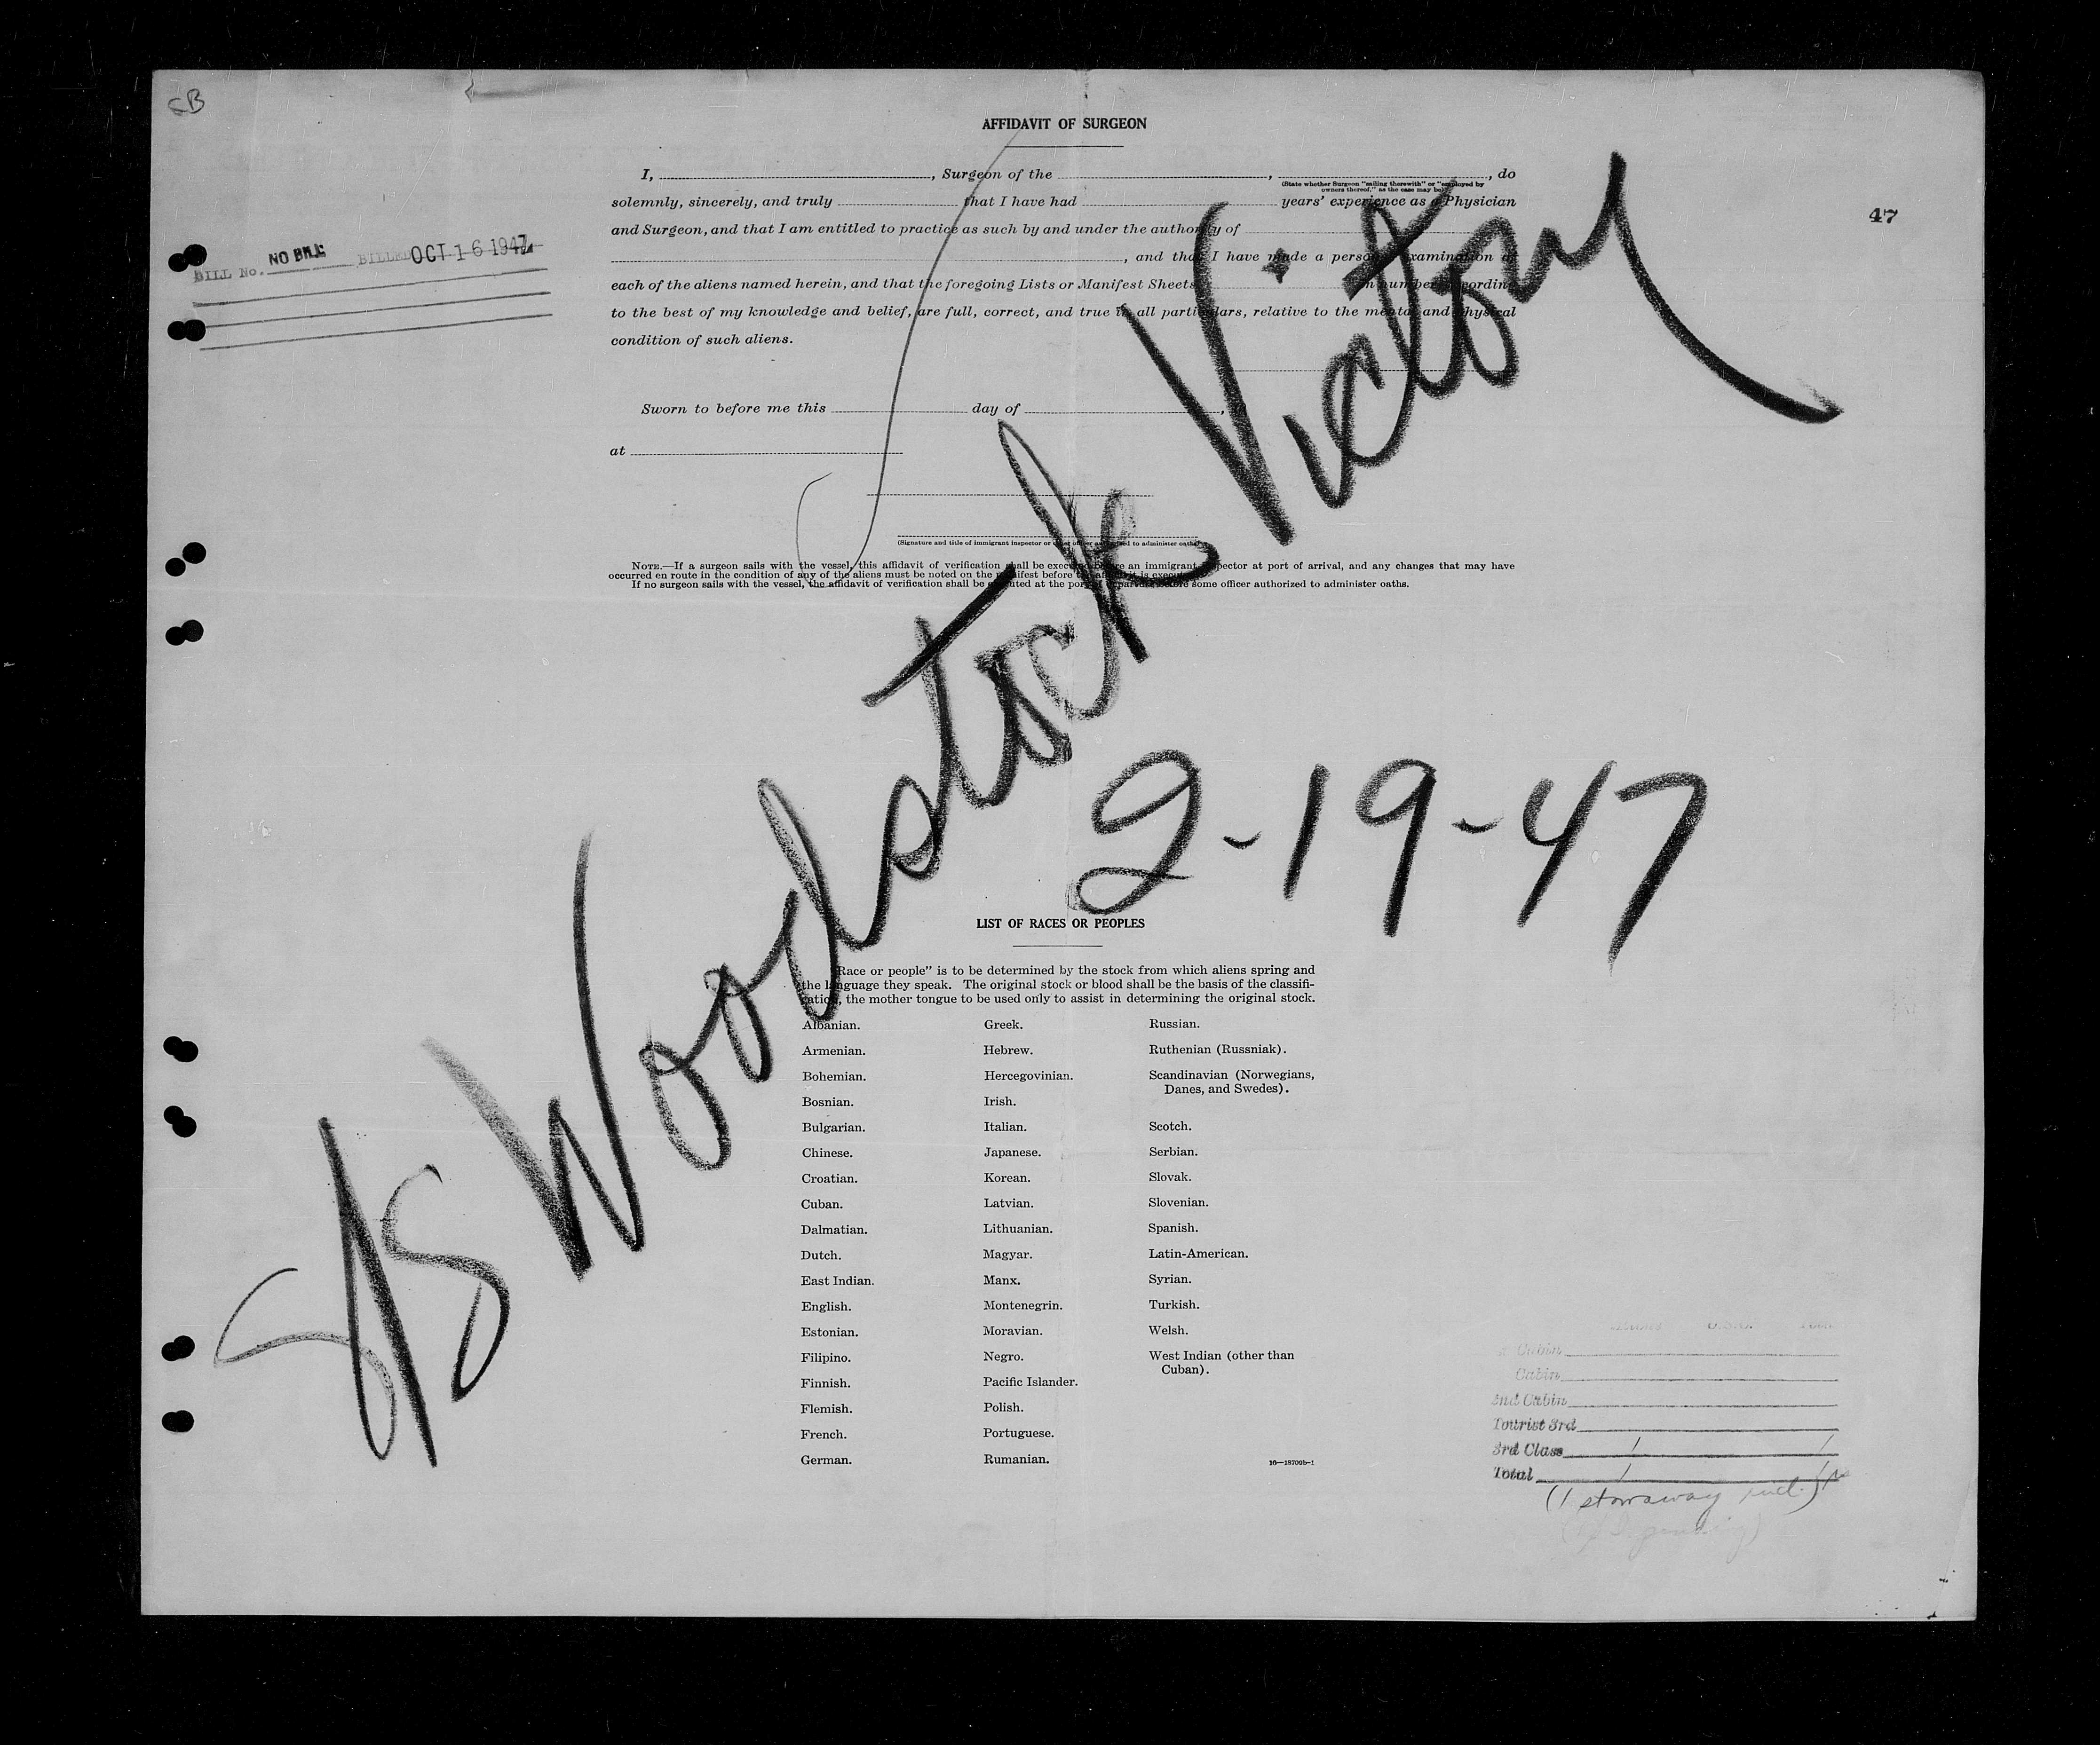 CB
AFFIDAVIT OF SURGEON
I, , Surgeon of the , , do
(State whether Surgeon "sailing therewith" or "employed by
owners thereof," as the case may be)
solemnly, sincerely, and truly that I have had years' experience as a Physician
47
and Surgeon, and that I am entitled to practice as such by and under the authority of
BILL No. NO BILL BILLED OCT 16 1947
, and that I have made a personal examination of
each of the aliens named herein, and that the foregoing Lists or Manifest Sheets in number according
to the best of my knowledge and belief, are full, correct, and true in all particulars, relative to the mental and physical
condition of such aliens.
Sworn to before me this day of ,
at
(Signature and title of immigrant inspector or other officer authorized to administer oaths)
NOTE.—If a surgeon sails with the vessel, this affidavit of verification shall be executed before an immigrant inspector at port of arrival, and any changes that may have
occurred en route in the condition of any of the aliens must be noted on the manifest before the affidavit is executed.
If no surgeon sails with the vessel, the affidavit of verification shall be executed at the port of departure before some officer authorized to administer oaths.
SS Woodstock Victory
2-19-47
LIST OF RACES OR PEOPLES
"Race or people" is to be determined by the stock from which aliens spring and
the language they speak. The original stock or blood shall be the basis of the classifi-
cation, the mother tongue to be used only to assist in determining the original stock.
Albanian.
Armenian.
Bohemian.
Bosnian.
Bulgarian.
Chinese.
Croatian.
Cuban.
Dalmatian.
Dutch.
East Indian.
English.
Estonian.
Filipino.
Finnish.
Flemish.
French.
German.
Greek.
Hebrew.
Hercegovinian.
Irish.
Italian.
Japanese.
Korean.
Latvian.
Lithuanian.
Magyar.
Manx.
Montenegrin.
Moravian.
Negro.
Pacific Islander.
Polish.
Portuguese.
Rumanian.
Russian.
Ruthenian (Russniak).
Scandinavian (Norwegians,
Danes, and Swedes).
Scotch.
Serbian.
Slovak.
Slovenian.
Spanish.
Latin-American.
Syrian.
Turkish.
Welsh.
West Indian (other than
Cuban).
16—18709b-1
U.S.C.
Cabin
Cabin
2nd Cabin
Tourist 3rd
3rd Class 1 1
Total 1 1
(1 stowaway incl.)